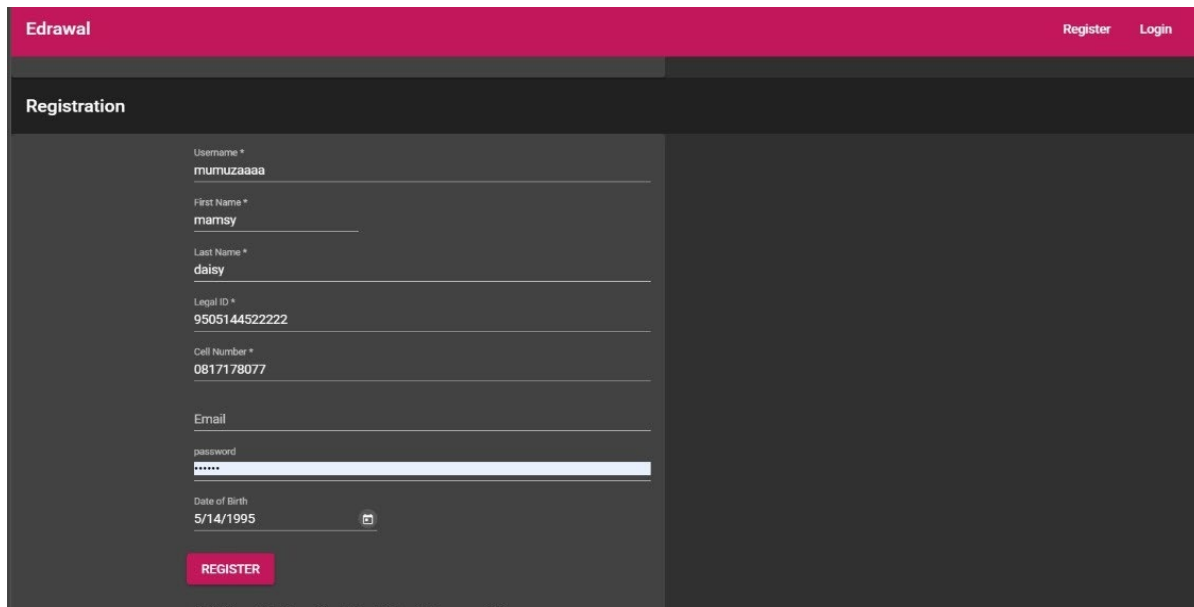 Edrawal Register Login
Registration
Username *
mumuzaaaa
First Name *
mamsy
Last Name *
daisy
Legal ID *
9505144522222
Cell Number *
0817178077
Email
password
••••••
Date of Birth
5/14/1995
REGISTER